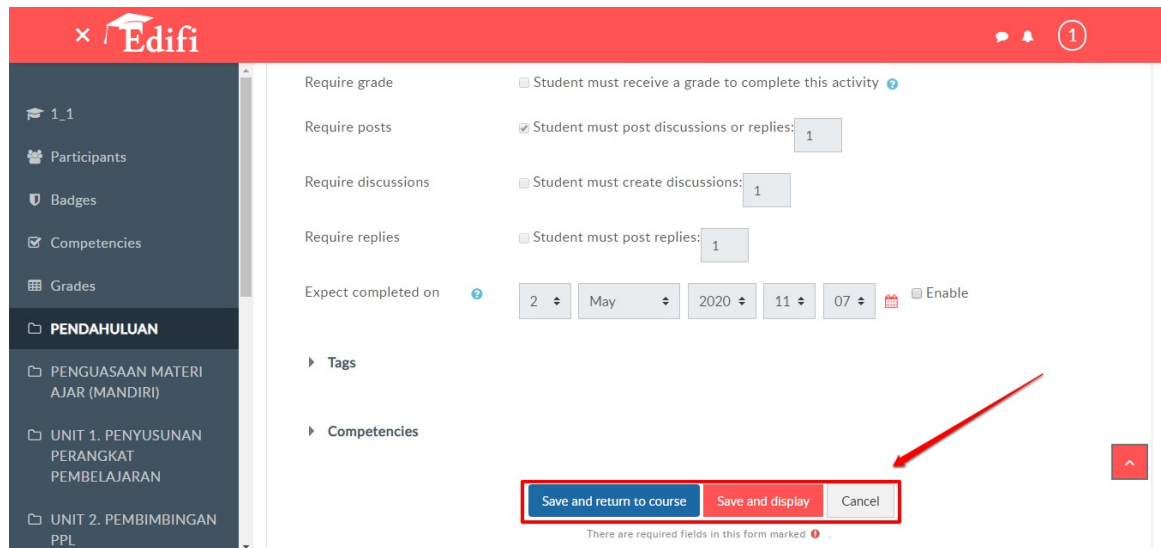 × Edifi
1
1_1
Participants
Badges
Competencies
Grades
PENDAHULUAN
PENGUASAAN MATERI
AJAR (MANDIRI)
UNIT 1. PENYUSUNAN
PERANGKAT
PEMBELAJARAN
UNIT 2. PEMBIMBINGAN
PPL
Require grade Student must receive a grade to complete this activity
Require posts Student must post discussions or replies: 1
Require discussions Student must create discussions: 1
Require replies Student must post replies: 1
Expect completed on 2 May 2020 11 07 Enable
Tags
Competencies
Save and return to course Save and display Cancel
There are required fields in this form marked .